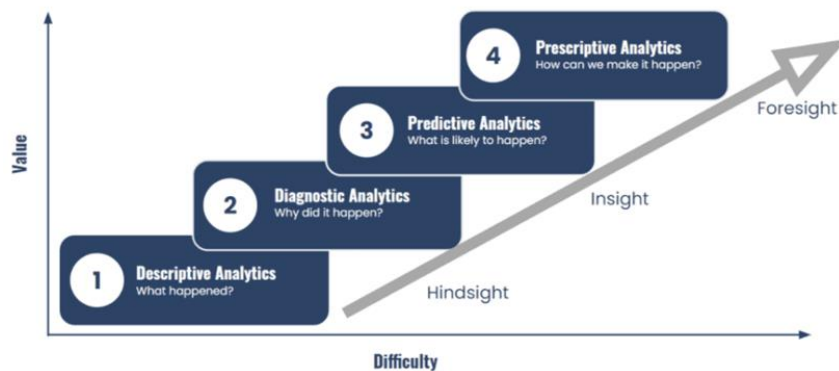 4
Prescriptive Analytics
How can we make it happen?
Foresight
3
Predictive Analytics
What is likely to happen?
Insight
2
Diagnostic Analytics
Why did it happen?
Hindsight
1
Descriptive Analytics
What happened?
Value
Difficulty